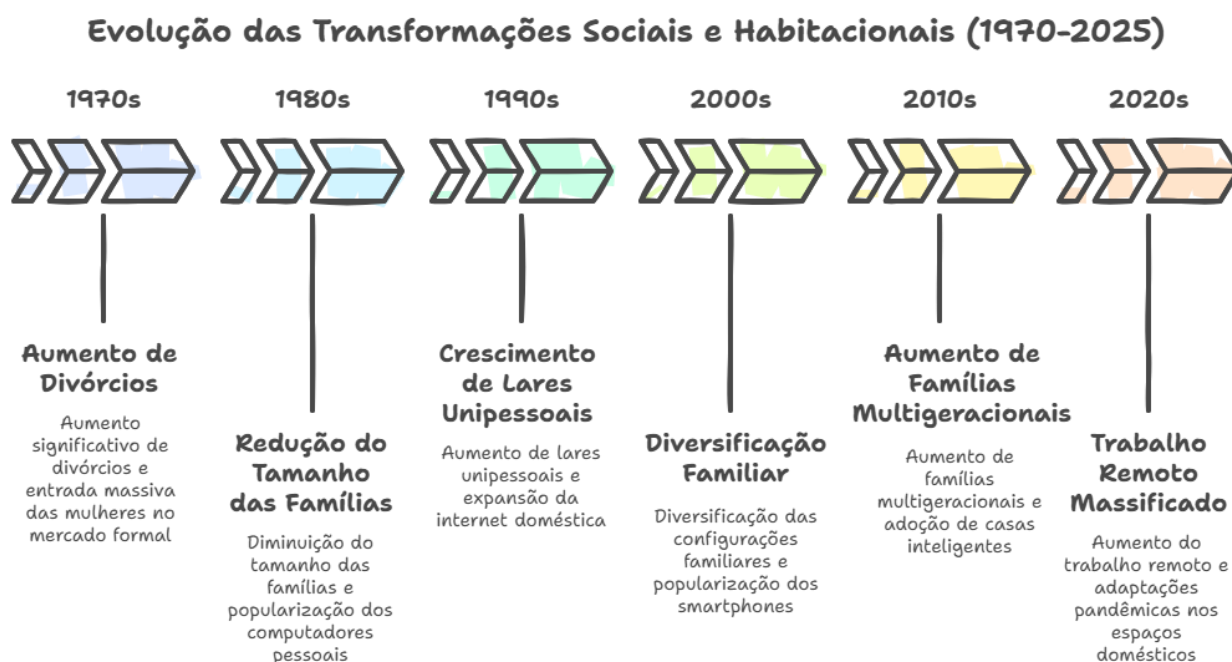 Evolução das Transformações Sociais e Habitacionais (1970-2025)
1970s
1980s
1990s
2000s
2010s
2020s
Aumento de
Divórcios
Aumento
significativo de
divórcios e
entrada massiva
das mulheres no
mercado formal
Redução do
Tamanho
das Famílias
Diminuição do
tamanho das
famílias e
popularização dos
computadores
pessoais
Crescimento
de Lares
Unipessoais
Aumento de lares
unipessoais e
expansão da
internet doméstica
Diversificação
Familiar
Diversificação das
configurações
familiares e
popularização dos
smartphones
Aumento de
Famílias
Multigeracionais
Aumento de
famílias
multigeracionais e
adoção de casas
inteligentes
Trabalho
Remoto
Massificado
Aumento do
trabalho remoto e
adaptações
pandêmicas nos
espaços
domésticos